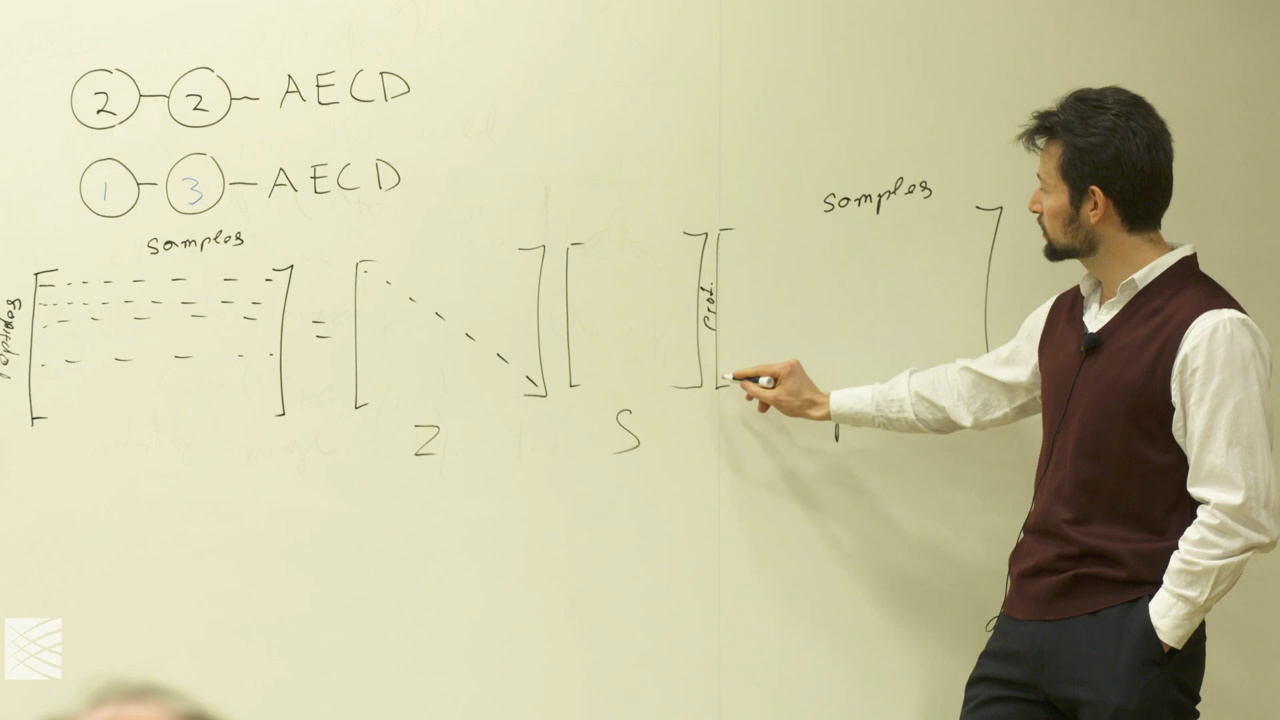 2 - 2 - AECD
1 - 3 - AECD
samples
samples
Peptides
=
Prot.
Z
S